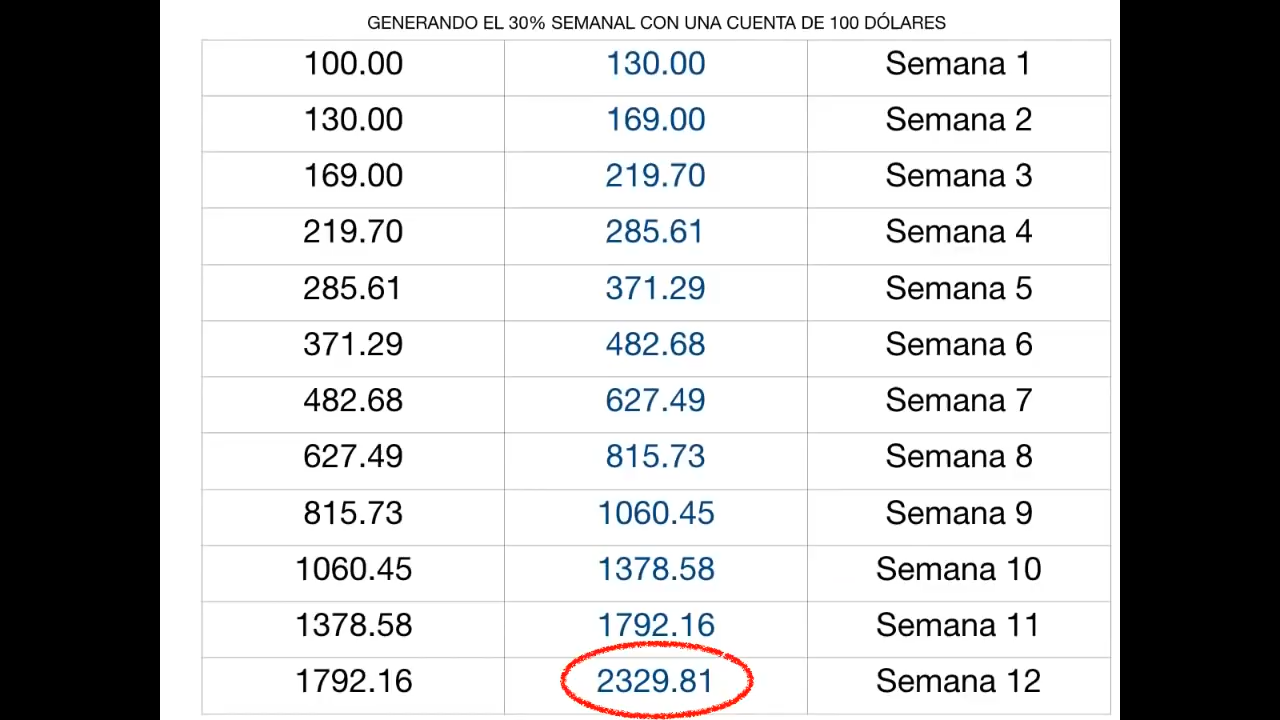 GENERANDO EL 30% SEMANAL CON UNA CUENTA DE 100 DÓLARES
100.00 130.00 Semana 1
130.00 169.00 Semana 2
169.00 219.70 Semana 3
219.70 285.61 Semana 4
285.61 371.29 Semana 5
371.29 482.68 Semana 6
482.68 627.49 Semana 7
627.49 815.73 Semana 8
815.73 1060.45 Semana 9
1060.45 1378.58 Semana 10
1378.58 1792.16 Semana 11
1792.16 2329.81 Semana 12